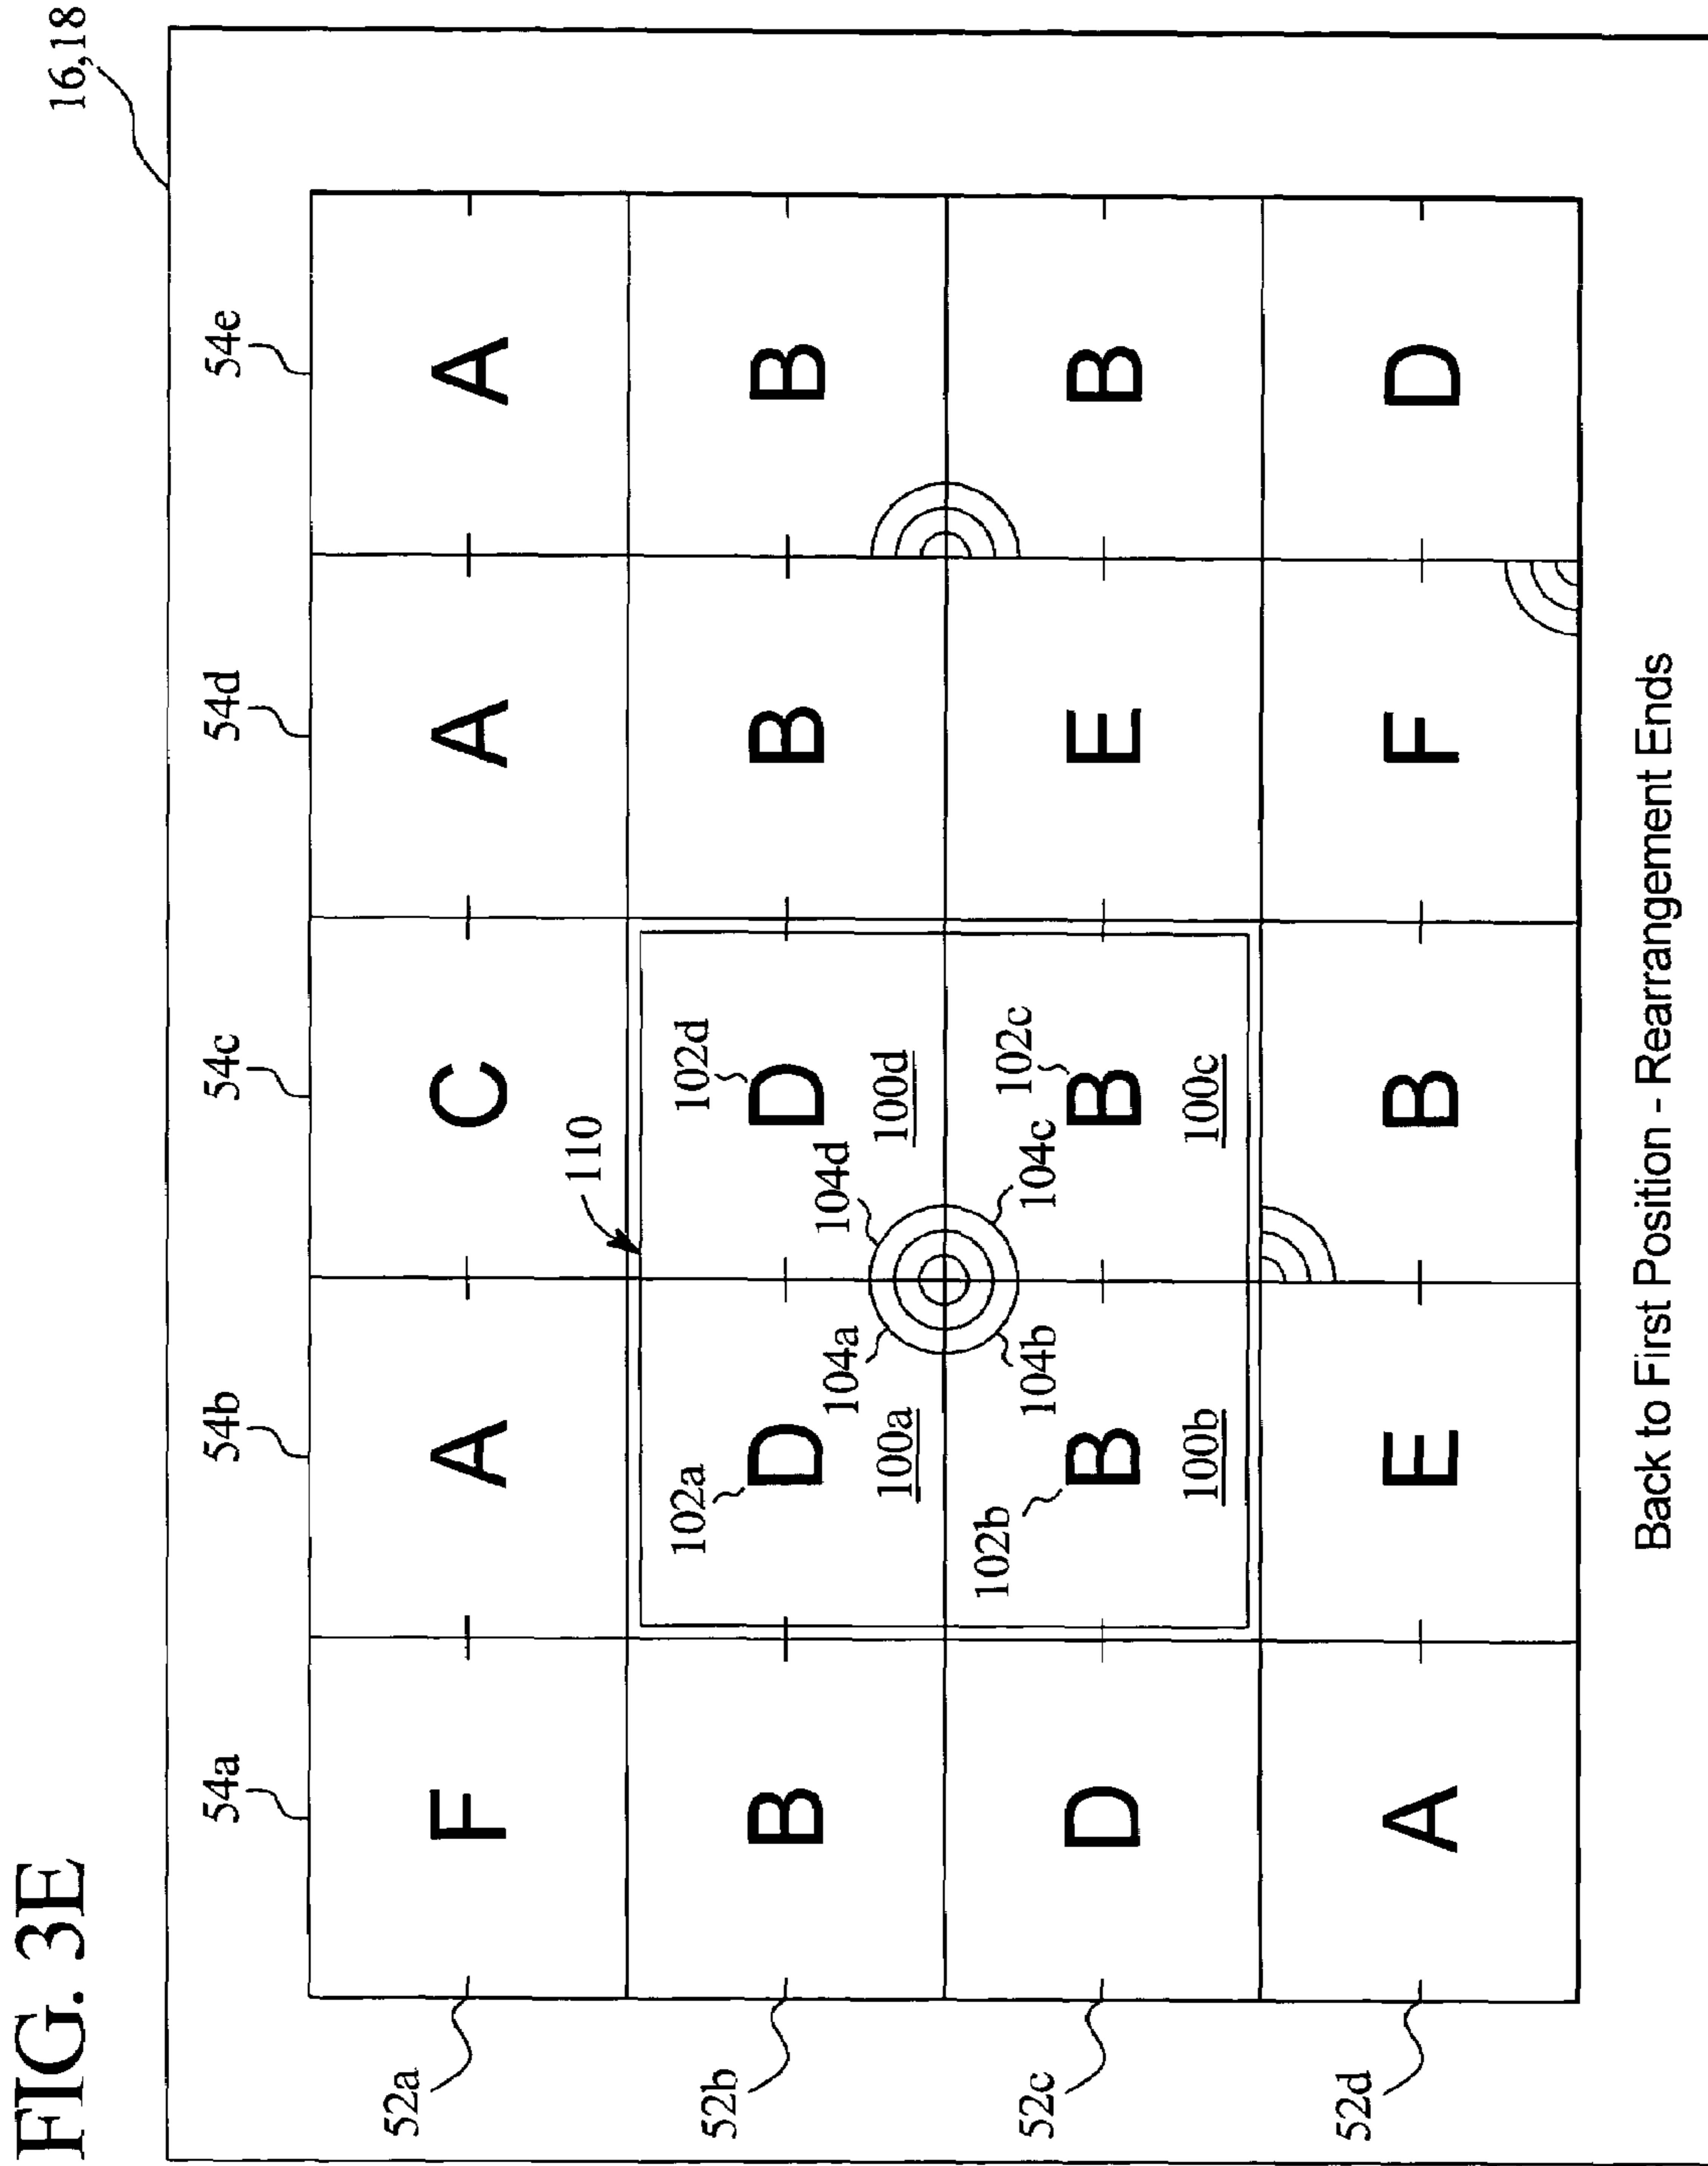 FIG. 3E
16,18
54a 54b 54c 54d 54e
52a F A C A A
110
102a 102d
52b B D D B B
104a 104d
100a 100d
102b 104b 104c 102c
52c D B B E B
100b 100c
52d A E B F D
Back to First Position - Rearrangement Ends